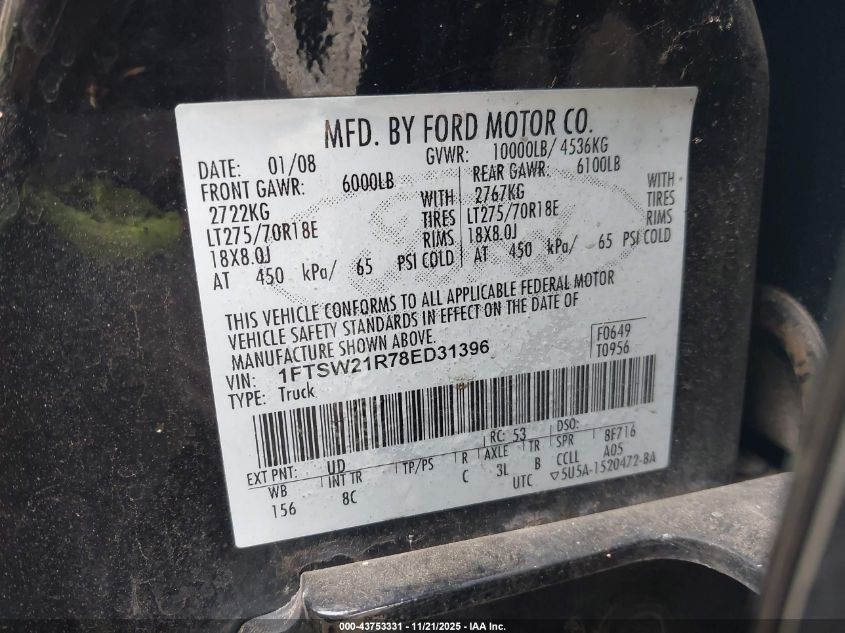 MFD. BY FORD MOTOR CO.
DATE: 01/08 GVWR: 10000LB/ 4536KG
FRONT GAWR: 6000LB REAR GAWR: 6100LB
2722KG WITH 2767KG WITH
LT275/70R18E TIRES LT275/70R18E TIRES
18X8.0J RIMS 18X8.0J RIMS
AT 450 kPa/ 65 PSI COLD AT 450 kPa/ 65 PSI COLD
THIS VEHICLE CONFORMS TO ALL APPLICABLE FEDERAL MOTOR
VEHICLE SAFETY STANDARDS IN EFFECT ON THE DATE OF
MANUFACTURE SHOWN ABOVE.
VIN: 1FTSW21R78ED31396 F0649
TYPE: Truck T0956
EXT PNT: UD RC: 53 DSO:
WB INT TR TP/PS R AXLE TR SPR 8F716
156 8C C 3L B CCLL A05
UTC ▽5U5A-1520472-BA
000-43753331 - 11/21/2025 - IAA Inc.